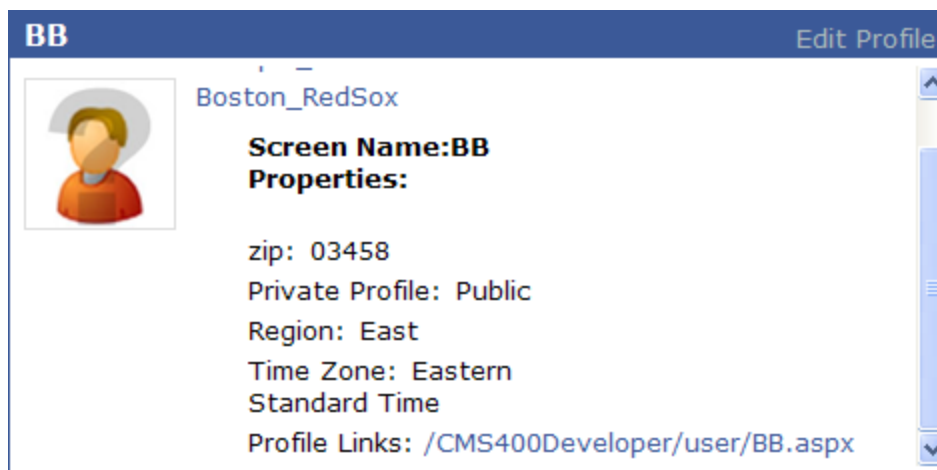 BB
Edit Profile
Boston_RedSox
Screen Name:BB
Properties:
zip: 03458
Private Profile: Public
Region: East
Time Zone: Eastern
Standard Time
Profile Links: /CMS400Developer/user/BB.aspx